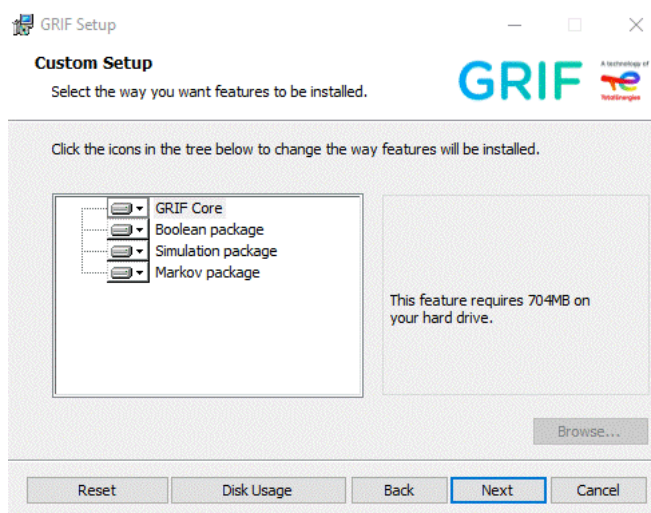 GRIF Setup
Custom Setup
Select the way you want features to be installed.
GRIF
A technology of
TotalEnergies
Click the icons in the tree below to change the way features will be installed.
GRIF Core
Boolean package
Simulation package
Markov package
This feature requires 704MB on
your hard drive.
Browse...
Reset
Disk Usage
Back
Next
Cancel